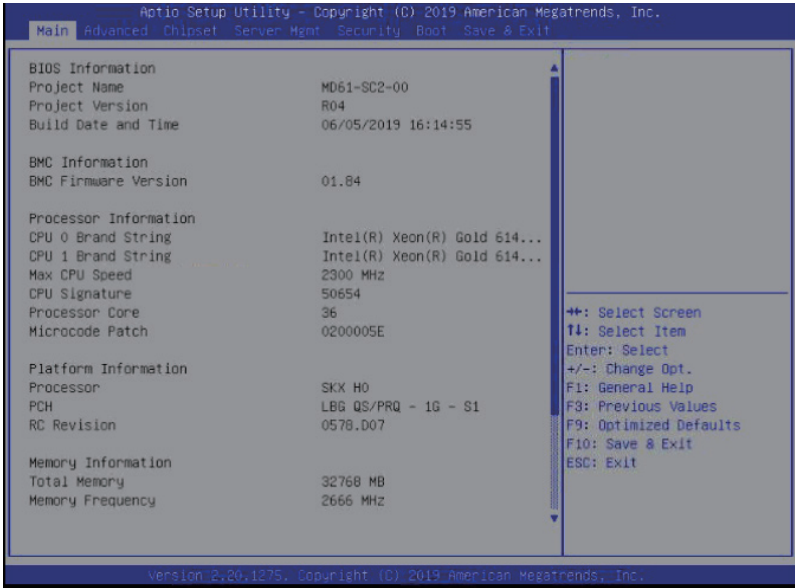 Aptio Setup Utility - Copyright (C) 2019 American Megatrends, Inc.
Main Advanced Chipset Server Mgmt Security Boot Save & Exit
BIOS Information
Project Name MD61-SC2-00
Project Version R04
Build Date and Time 06/05/2019 16:14:55
BMC Information
BMC Firmware Version 01.84
Processor Information
CPU 0 Brand String Intel(R) Xeon(R) Gold 614...
CPU 1 Brand String Intel(R) Xeon(R) Gold 614...
Max CPU Speed 2300 MHz
CPU Signature 50654
Processor Core 36
Microcode Patch 0200005E
Platform Information
Processor SKX H0
PCH LBG QS/PRQ - 1G - S1
RC Revision 0578.D07
Memory Information
Total Memory 32768 MB
Memory Frequency 2666 MHz
→←: Select Screen
↑↓: Select Item
Enter: Select
+/-: Change Opt.
F1: General Help
F3: Previous Values
F9: Optimized Defaults
F10: Save & Exit
ESC: Exit
Version 2.20.1275. Copyright (C) 2019 American Megatrends, Inc.